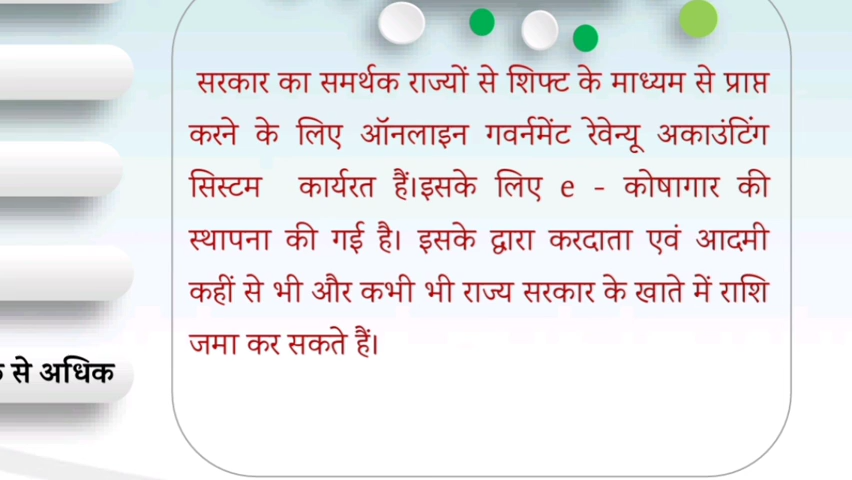 सरकार का समर्थक राज्यों से शिफ्ट के माध्यम से प्राप्त
करने के लिए ऑनलाइन गवर्नमेंट रेवेन्यू अकाउंटिंग
सिस्टम कार्यरत हैं।इसके लिए e - कोषागार की
स्थापना की गई है। इसके द्वारा करदाता एवं आदमी
कहीं से भी और कभी भी राज्य सरकार के खाते में राशि
जमा कर सकते हैं।
से अधिक